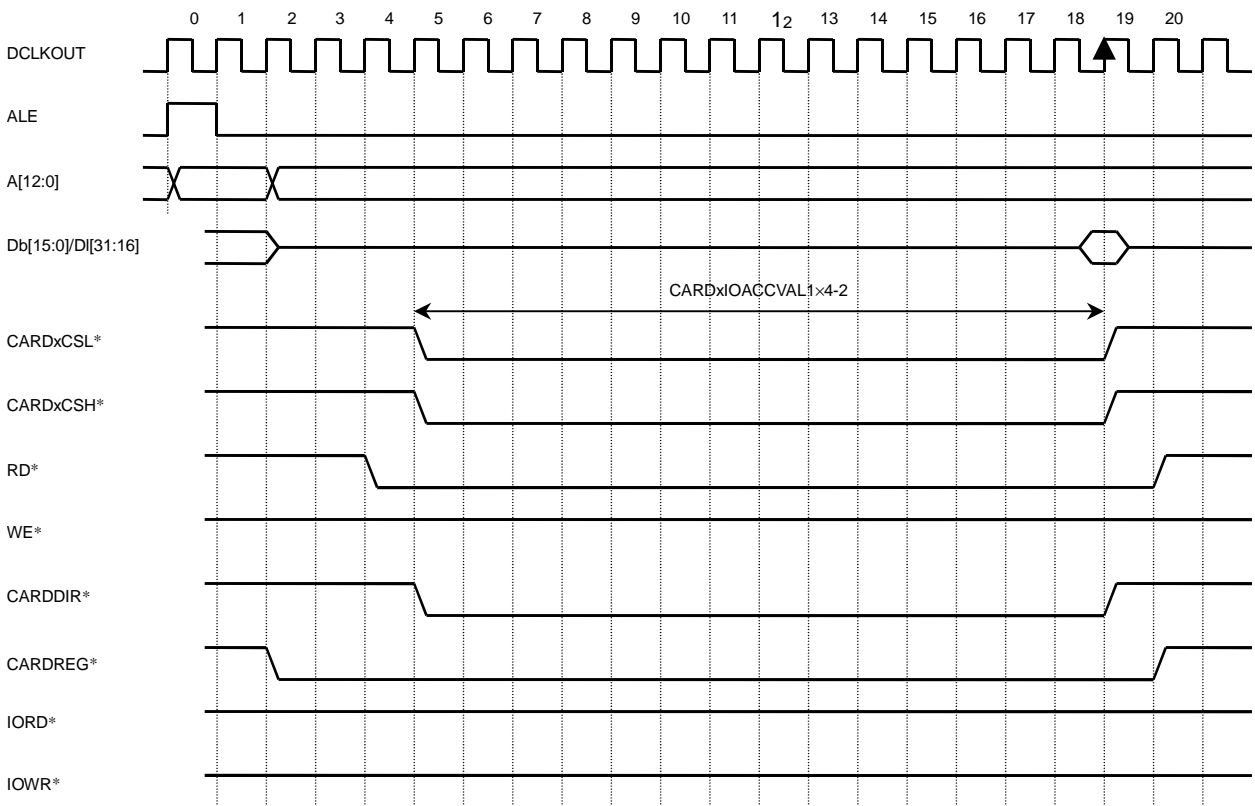 0 1 2 3 4 5 6 7 8 9 10 11 12 13 14 15 16 17 18 19 20
DCLKOUT
ALE
A[12:0]
Db[15:0]/Dl[31:16]
CARDxIOACCVAL1×4-2
CARDxCSL*
CARDxCSH*
RD*
WE*
CARDDIR*
CARDREG*
IORD*
IOWR*